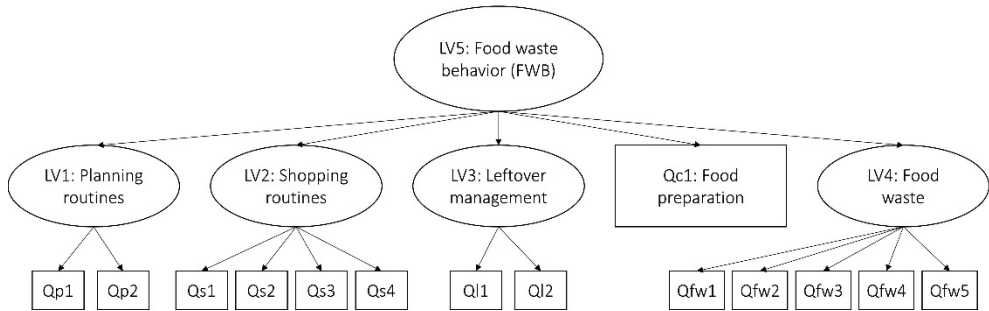 LV5: Food waste
behavior (FWB)
LV1: Planning
routines
LV2: Shopping
routines
LV3: Leftover
management
Qc1: Food
preparation
LV4: Food
waste
Qp1
Qp2
Qs1
Qs2
Qs3
Qs4
Ql1
Ql2
Qfw1
Qfw2
Qfw3
Qfw4
Qfw5